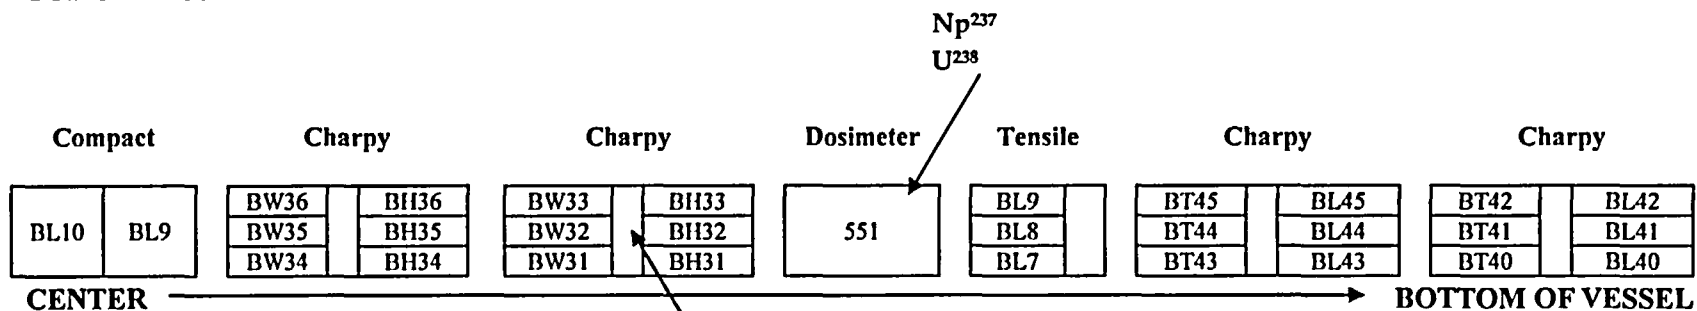 Np²³⁷
U²³⁸
Compact Charpy Charpy Dosimeter Tensile Charpy Charpy
BW36 BH36 BW33 BH33 BL9 BT45 BL45 BT42 BL42
BL10 BL9 BW35 BH35 BW32 BH32 551 BL8 BT44 BL44 BT41 BL41
BW34 BH34 BW31 BH31 BL7 BT43 BL43 BT40 BL40
CENTER BOTTOM OF VESSEL